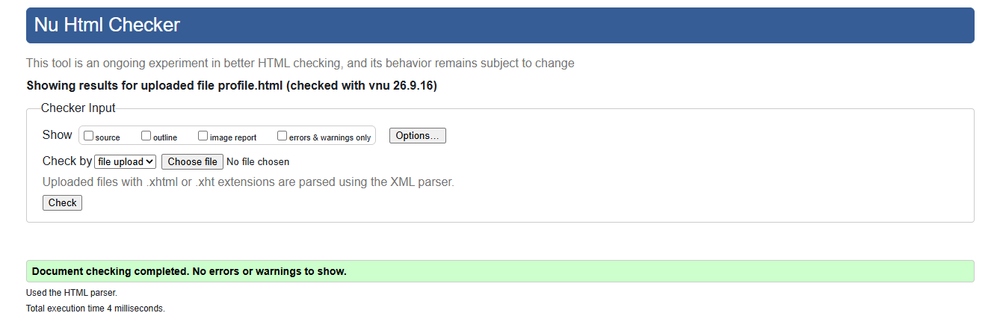 Nu Html Checker
This tool is an ongoing experiment in better HTML checking, and its behavior remains subject to change
Showing results for uploaded file profile.html (checked with vnu 26.9.16)
Checker Input
Show source outline image report errors & warnings only Options...
Check by file upload Choose file No file chosen
Uploaded files with .xhtml or .xht extensions are parsed using the XML parser.
Check
Document checking completed. No errors or warnings to show.
Used the HTML parser.
Total execution time 4 milliseconds.